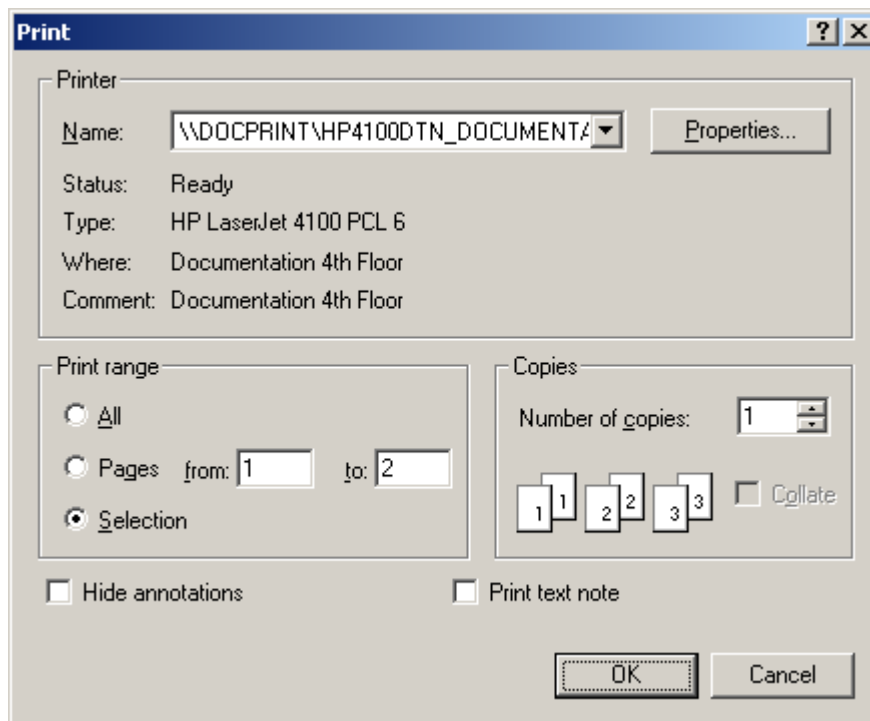 Print
Printer
Name: \\DOCPRINT\HP4100DTN_DOCUMENTA Properties...
Status: Ready
Type: HP LaserJet 4100 PCL 6
Where: Documentation 4th Floor
Comment: Documentation 4th Floor
Print range
All
Pages from: 1 to: 2
Selection
Copies
Number of copies: 1
1 1 2 2 3 3 Collate
Hide annotations Print text note
OK Cancel